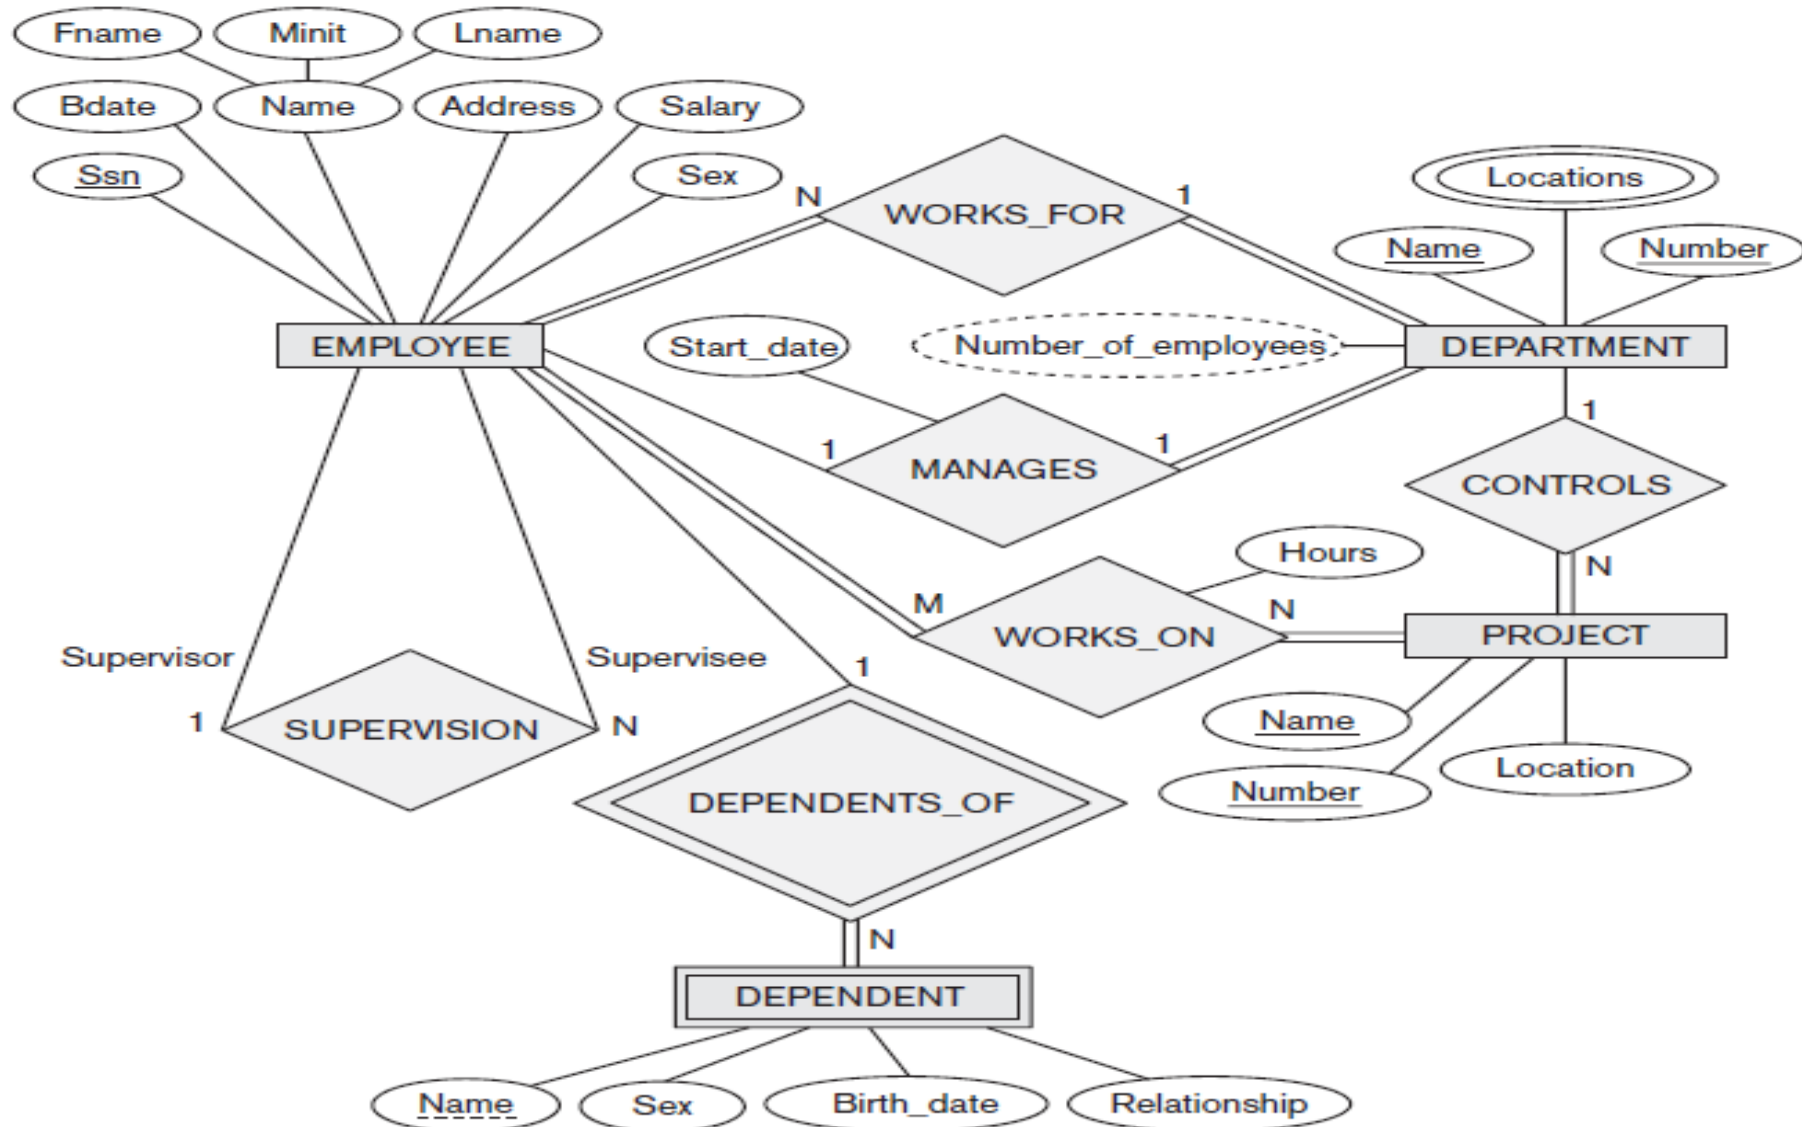 Fname Minit Lname
Bdate Name Address Salary
Ssn Sex
N WORKS_FOR 1
Locations
Name Number
EMPLOYEE Start_date Number_of_employees DEPARTMENT
1 MANAGES 1
1
CONTROLS
N
Hours
M WORKS_ON N
PROJECT
Supervisor Supervisee
1 SUPERVISION N
1
Name
Number
Location
DEPENDENTS_OF
N
DEPENDENT
Name Sex Birth_date Relationship